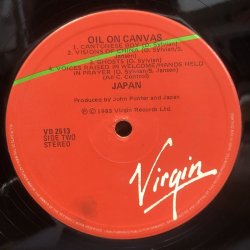 OIL ON CANVAS
1. CANTONESE BOY (D. Sylvian)
2. VISIONS OF CHINA (D. Sylvian/S.
Jansen)
3. GHOSTS (D. Sylvian)
4. VOICES RAISED IN WELCOME/HANDS HELD
IN PRAYER (D. Sylvian/S. Jansen)
(All C. Control)
JAPAN
Produced by John Punter and Japan
℗ 1983 Virgin Records Ltd.
VD 2513
SIDE TWO
STEREO
Virgin